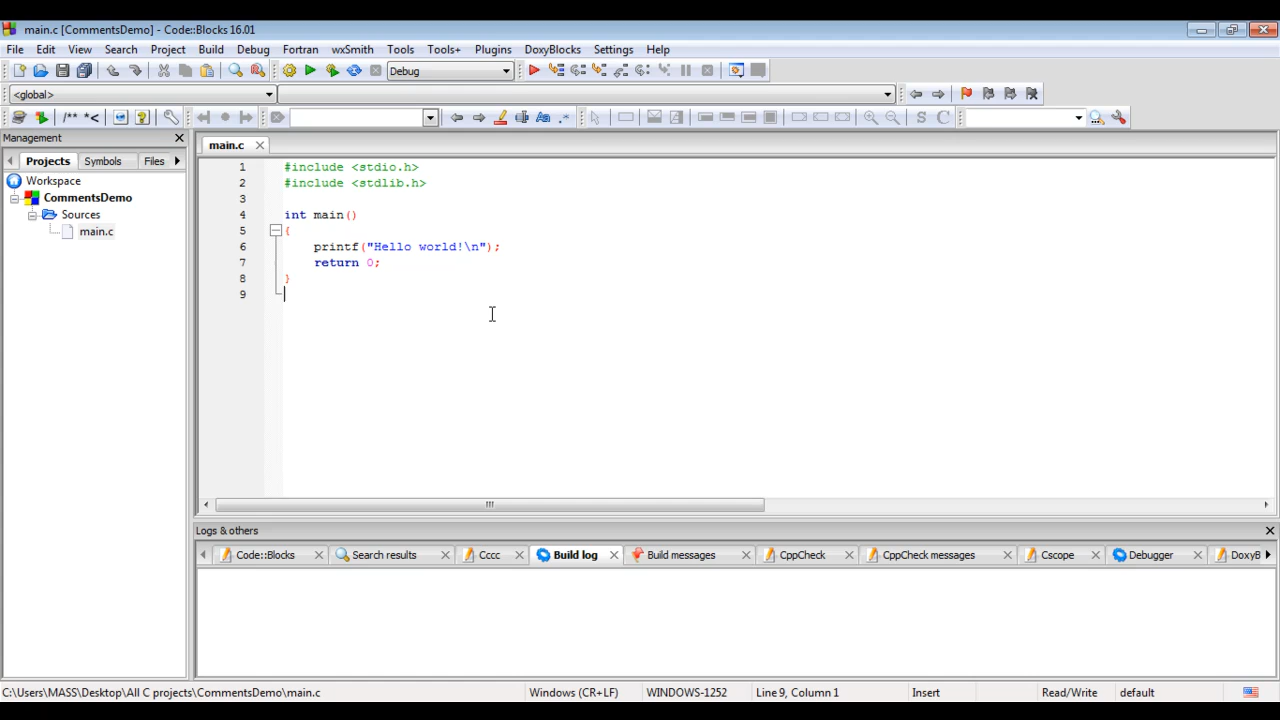 main.c [CommentsDemo] - Code::Blocks 16.01
File Edit View Search Project Build Debug Fortran wxSmith Tools Tools+ Plugins DoxyBlocks Settings Help
Debug
<global>
/** *<
Aa .*
S C
Management
Projects Symbols Files
Workspace
CommentsDemo
Sources
main.c
main.c
1 #include <stdio.h>
2 #include <stdlib.h>
3
4 int main()
5 {
6 printf("Hello world!\n");
7 return 0;
8 }
9
Logs & others
Code::Blocks Search results Cccc Build log Build messages CppCheck CppCheck messages Cscope Debugger DoxyB
C:\Users\MASS\Desktop\All C projects\CommentsDemo\main.c Windows (CR+LF) WINDOWS-1252 Line 9, Column 1 Insert Read/Write default